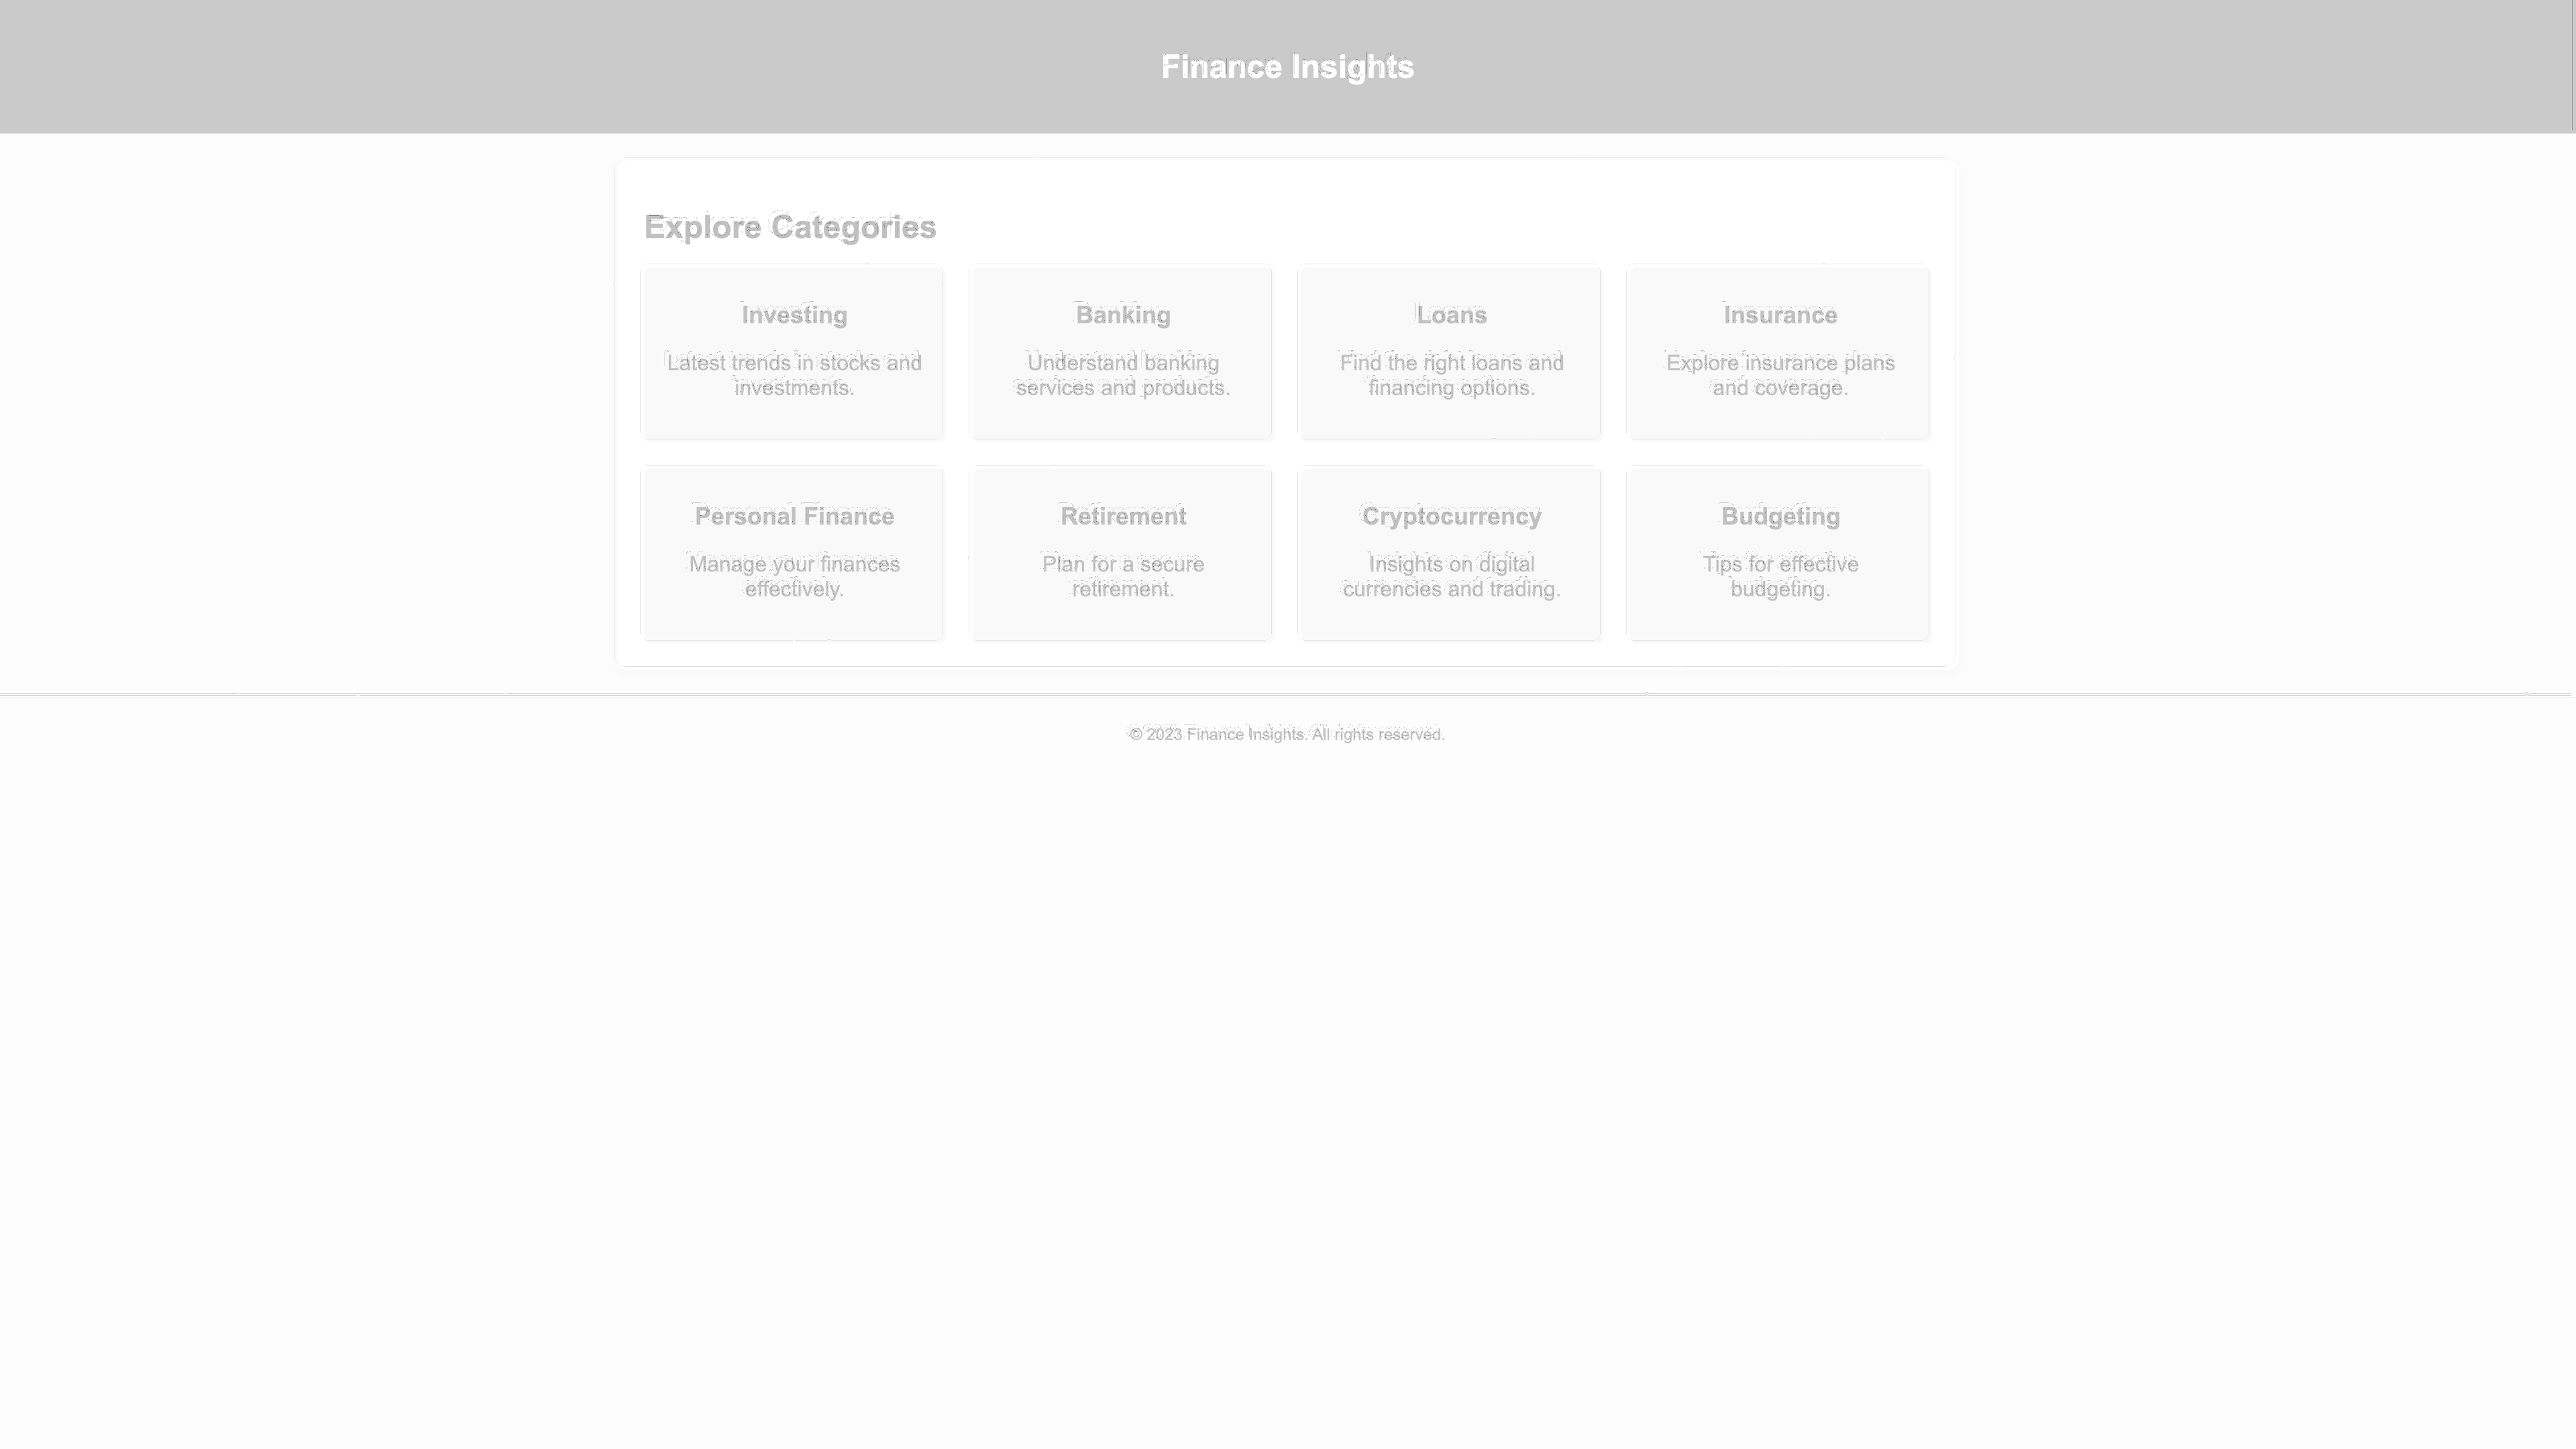 Finance Insights
Explore Categories
Investing
Latest trends in stocks and
investments.
Banking
Understand banking
services and products.
Loans
Find the right loans and
financing options.
Insurance
Explore insurance plans
and coverage.
Personal Finance
Manage your finances
effectively.
Retirement
Plan for a secure
retirement.
Cryptocurrency
Insights on digital
currencies and trading.
Budgeting
Tips for effective
budgeting.
© 2023 Finance Insights. All rights reserved.